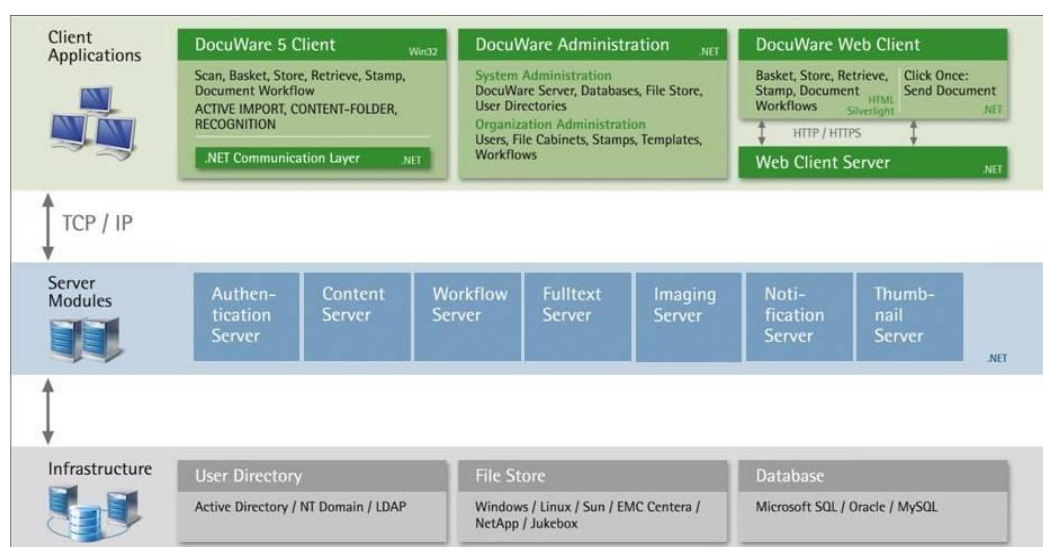 Client
Applications
DocuWare 5 Client
Win32
Scan, Basket, Store, Retrieve, Stamp,
Document Workflow
ACTIVE IMPORT, CONTENT-FOLDER,
RECOGNITION
.NET Communication Layer
.NET
DocuWare Administration
.NET
System Administration
DocuWare Server, Databases, File Store,
User Directories
Organization Administration
Users, File Cabinets, Stamps, Templates,
Workflows
DocuWare Web Client
Basket, Store, Retrieve,
Stamp, Document
Workflows
HTML
Silverlight
Click Once:
Send Document
.NET
HTTP / HTTPS
Web Client Server
.NET
TCP / IP
Server
Modules
Authen-
tication
Server
Content
Server
Workflow
Server
Fulltext
Server
Imaging
Server
Noti-
fication
Server
Thumb-
nail
Server
.NET
Infrastructure
User Directory
Active Directory / NT Domain / LDAP
File Store
Windows / Linux / Sun / EMC Centera /
NetApp / Jukebox
Database
Microsoft SQL / Oracle / MySQL